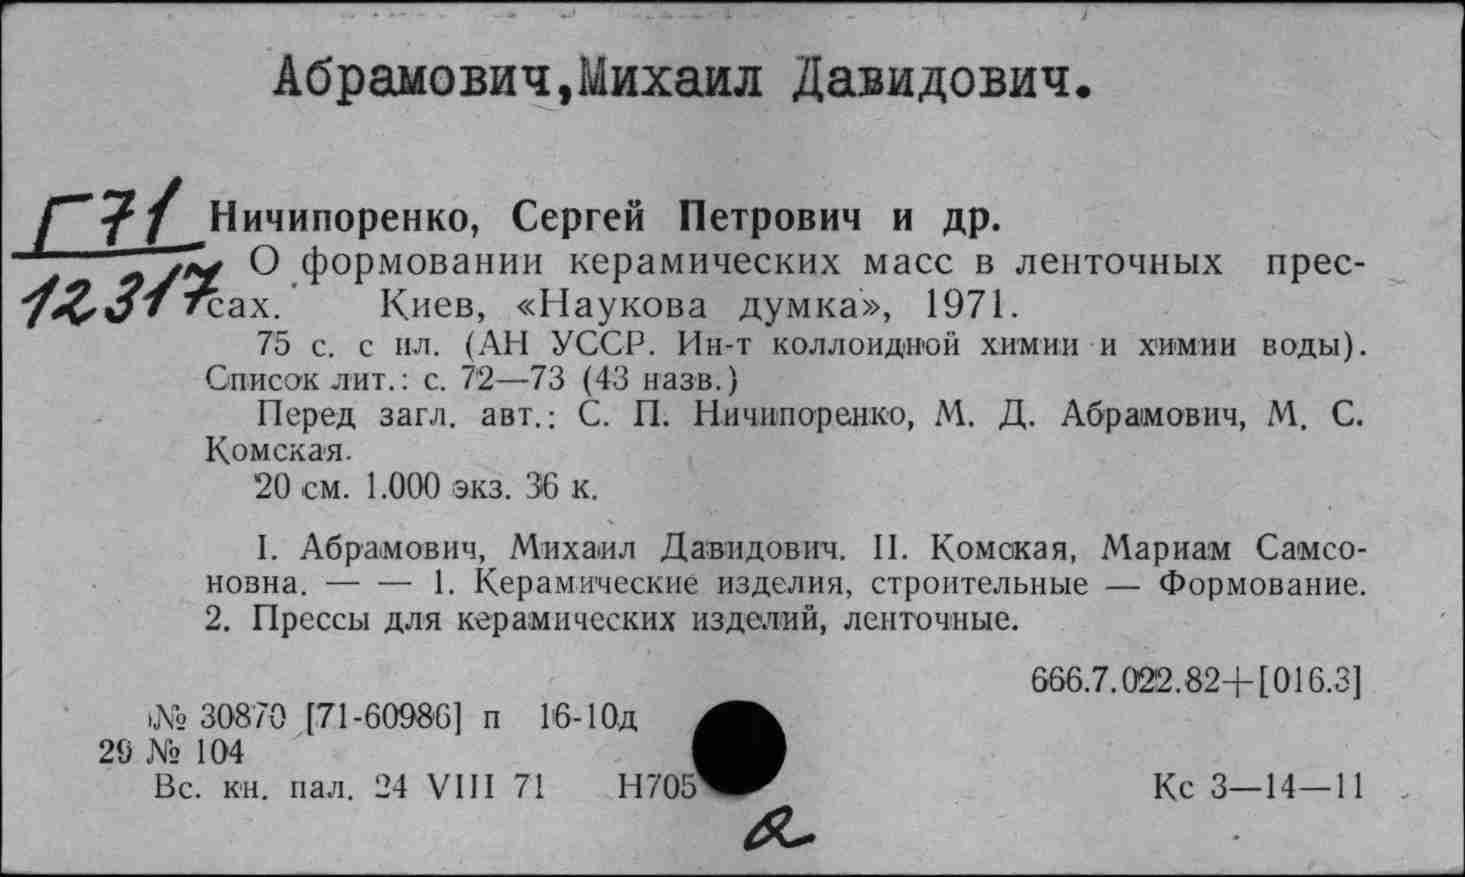 Абрамович,Михаил Давидович.
Г71
12317
Ничипоренко, Сергей Петрович и др.
О формовании керамических масс в ленточных прес-
сах. Киев, «Наукова думка», 1971.
75 с. с ил. (АН УССР. Ин-т коллоидной химии и химии воды).
Список лит.: с. 72—73 (43 назв.)
Перед загл. авт.: С. П. Ничипоренко, М. Д. Абрамович, М. С.
Комская.
20 см. 1.000 экз. 36 к.
I. Абрамович, Михаил Давидович. II. Комская, Мариам Самсо-
новна. — — 1. Керамические изделия, строительные — Формование.
2. Прессы для керамических изделий, ленточные.
666.7.022.82+[016.3]
№ 30870 [71-60986] п 16-10д
29 № 104
Вс. кн. пал. 24 VIII 71 Н705
Кс 3—14—11